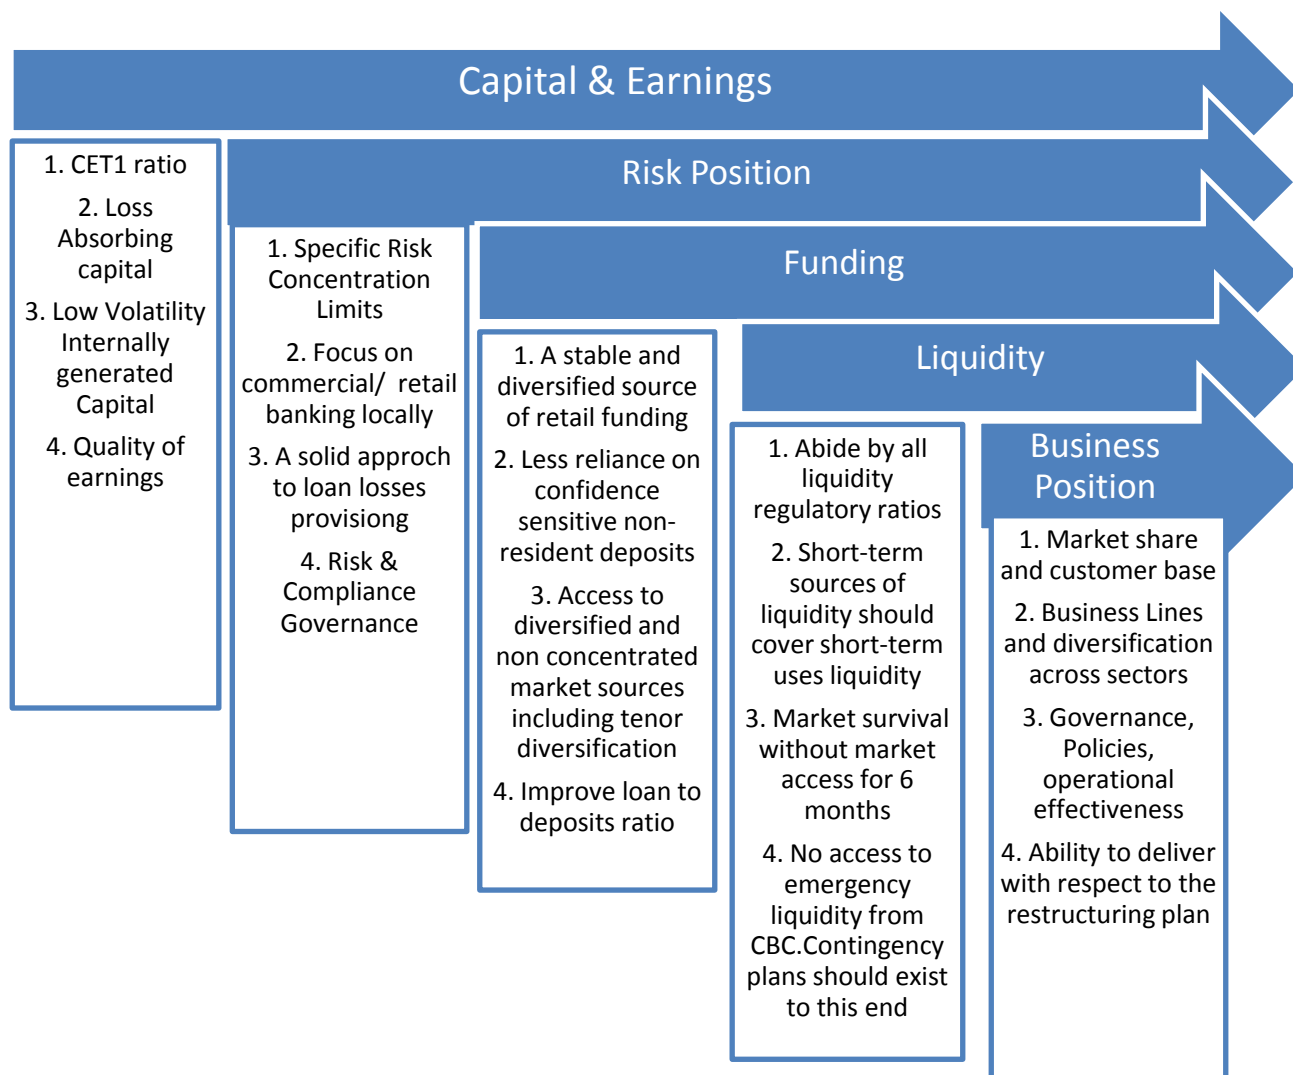 Capital & Earnings
1. CET1 ratio
2. Loss
Absorbing
capital
3. Low Volatility
Internally
generated
Capital
4. Quality of
earnings
Risk Position
1. Specific Risk
Concentration
Limits
2. Focus on
commercial/ retail
banking locally
3. A solid approch
to loan losses
provisiong
4. Risk &
Compliance
Governance
Funding
1. A stable and
diversified source
of retail funding
2. Less reliance on
confidence
sensitive non-
resident deposits
3. Access to
diversified and
non concentrated
market sources
including tenor
diversification
4. Improve loan to
deposits ratio
Liquidity
1. Abide by all
liquidity
regulatory ratios
2. Short-term
sources of
liquidity should
cover short-term
uses liquidity
3. Market survival
without market
access for 6
months
4. No access to
emergency
liquidity from
CBC.Contingency
plans should exist
to this end
Business
Position
1. Market share
and customer base
2. Business Lines
and diversification
across sectors
3. Governance,
Policies,
operational
effectiveness
4. Ability to deliver
with respect to the
restructuring plan